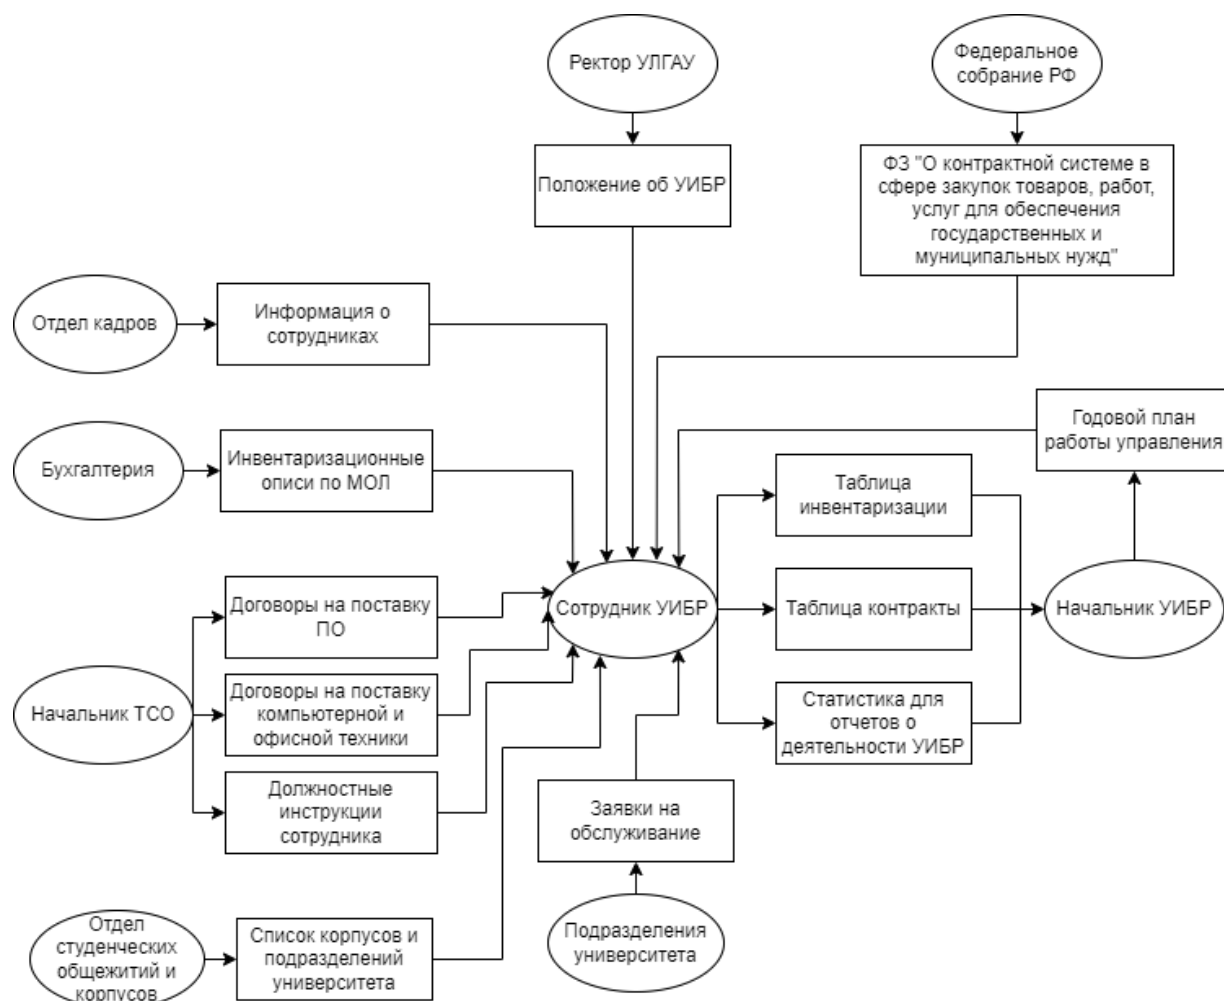 Ректор УЛГАУ
Федеральное
собрание РФ
Положение об УИБР
ФЗ "О контрактной системе в
сфере закупок товаров, работ,
услуг для обеспечения
государственных и
муниципальных нужд"
Отдел кадров
Информация о
сотрудниках
Годовой план
работы управления
Бухгалтерия
Инвентаризационные
описи по МОЛ
Таблица
инвентаризации
Договоры на поставку
ПО
Сотрудник УИБР
Таблица контракты
Начальник УИБР
Начальник ТСО
Договоры на поставку
компьютерной и
офисной техники
Статистика для
отчетов о
деятельности УИБР
Должностные
инструкции
сотрудника
Заявки на
обслуживание
Отдел
студенческих
общежитий и
корпусов
Список корпусов и
подразделений
университета
Подразделения
университета